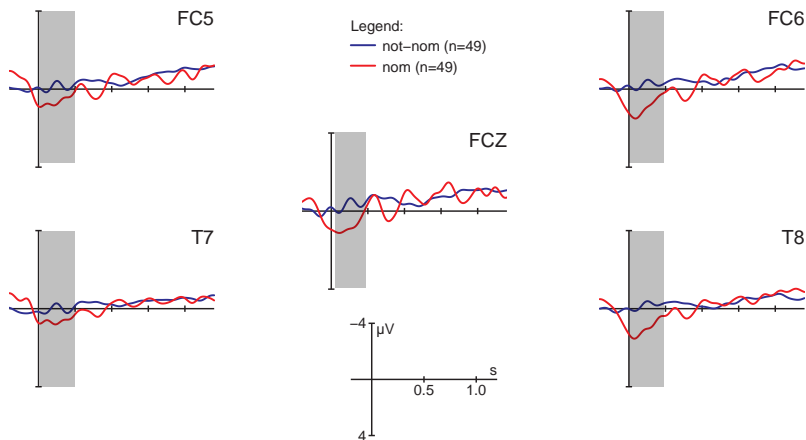 FC5
Legend:
not−nom (n=49)
nom (n=49)
FC6
FCZ
T7
T8
−4
µV
s
0.5
1.0
4